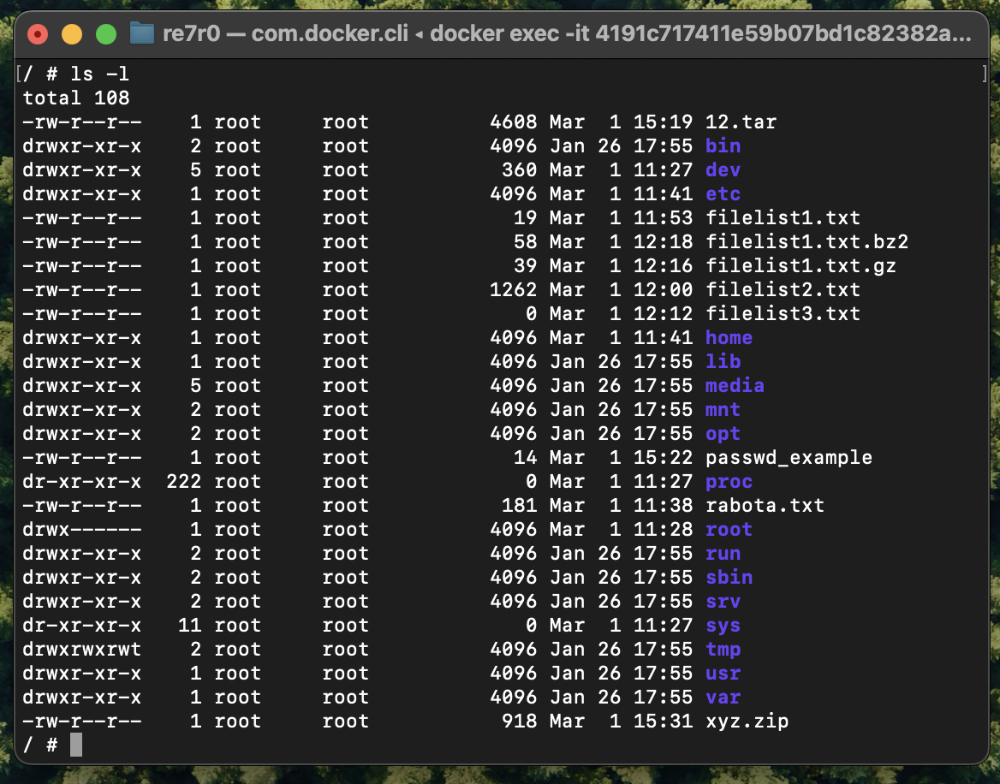 re7r0 — com.docker.cli ◂ docker exec -it 4191c717411e59b07bd1c82382a...
[/ # ls -l ]
total 108
-rw-r--r--    1 root     root          4608 Mar  1 15:19 12.tar
drwxr-xr-x    2 root     root          4096 Jan 26 17:55 bin
drwxr-xr-x    5 root     root           360 Mar  1 11:27 dev
drwxr-xr-x    1 root     root          4096 Mar  1 11:41 etc
-rw-r--r--    1 root     root            19 Mar  1 11:53 filelist1.txt
-rw-r--r--    1 root     root            58 Mar  1 12:18 filelist1.txt.bz2
-rw-r--r--    1 root     root            39 Mar  1 12:16 filelist1.txt.gz
-rw-r--r--    1 root     root          1262 Mar  1 12:00 filelist2.txt
-rw-r--r--    1 root     root             0 Mar  1 12:12 filelist3.txt
drwxr-xr-x    1 root     root          4096 Mar  1 11:41 home
drwxr-xr-x    1 root     root          4096 Jan 26 17:55 lib
drwxr-xr-x    5 root     root          4096 Jan 26 17:55 media
drwxr-xr-x    2 root     root          4096 Jan 26 17:55 mnt
drwxr-xr-x    2 root     root          4096 Jan 26 17:55 opt
-rw-r--r--    1 root     root            14 Mar  1 15:22 passwd_example
dr-xr-xr-x  222 root     root             0 Mar  1 11:27 proc
-rw-r--r--    1 root     root           181 Mar  1 11:38 rabota.txt
drwx------    1 root     root          4096 Mar  1 11:28 root
drwxr-xr-x    2 root     root          4096 Jan 26 17:55 run
drwxr-xr-x    2 root     root          4096 Jan 26 17:55 sbin
drwxr-xr-x    2 root     root          4096 Jan 26 17:55 srv
dr-xr-xr-x   11 root     root             0 Mar  1 11:27 sys
drwxrwxrwt    2 root     root          4096 Jan 26 17:55 tmp
drwxr-xr-x    1 root     root          4096 Jan 26 17:55 usr
drwxr-xr-x    1 root     root          4096 Jan 26 17:55 var
-rw-r--r--    1 root     root           918 Mar  1 15:31 xyz.zip
/ #